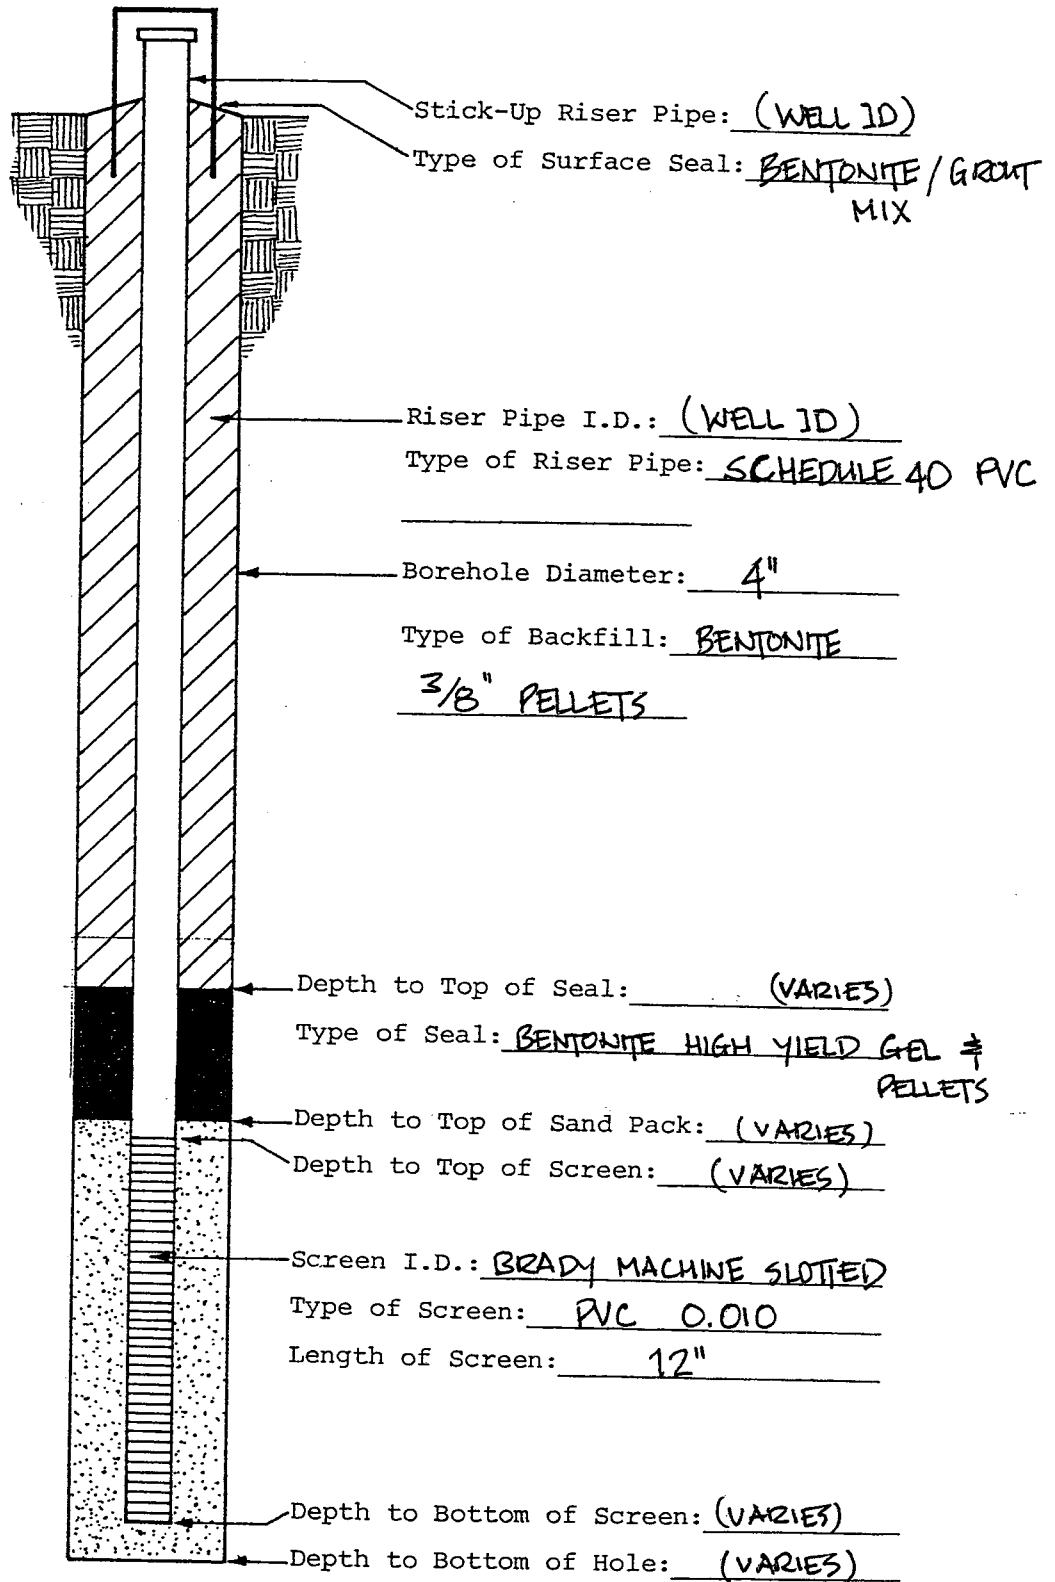 Stick-Up Riser Pipe: (WELL ID)
Type of Surface Seal: BENTONITE / GROUT
MIX
Riser Pipe I.D.: (WELL ID)
Type of Riser Pipe: SCHEDULE 40 PVC
Borehole Diameter: 4"
Type of Backfill: BENTONITE
3/8" PELLETS
Depth to Top of Seal: (VARIES)
Type of Seal: BENTONITE HIGH YIELD GEL &
PELLETS
Depth to Top of Sand Pack: (VARIES)
Depth to Top of Screen: (VARIES)
Screen I.D.: BRADY MACHINE SLOTTED
Type of Screen: PVC 0.010
Length of Screen: 12"
Depth to Bottom of Screen: (VARIES)
Depth to Bottom of Hole: (VARIES)